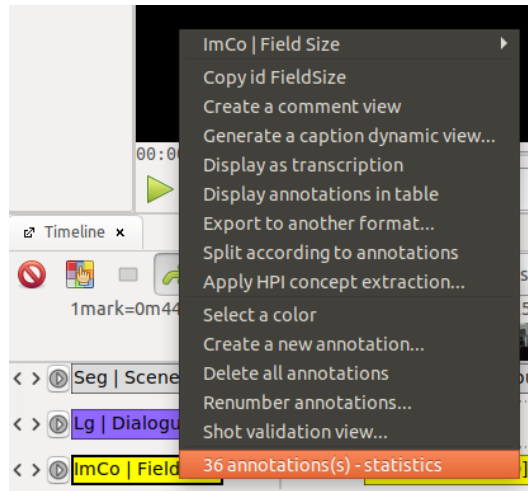 ImCo | Field Size
Copy id FieldSize
Create a comment view
Generate a caption dynamic view...
00:0
Display as transcription
Display annotations in table
Timeline x
Export to another format...
Split according to annotations
Apply HPI concept extraction...
1mark=0m44
Select a color
Create a new annotation...
Seg | Scene
Delete all annotations
Renumber annotations...
Lg | Dialogu
Shot validation view...
ImCo | Field
36 annotations(s) - statistics